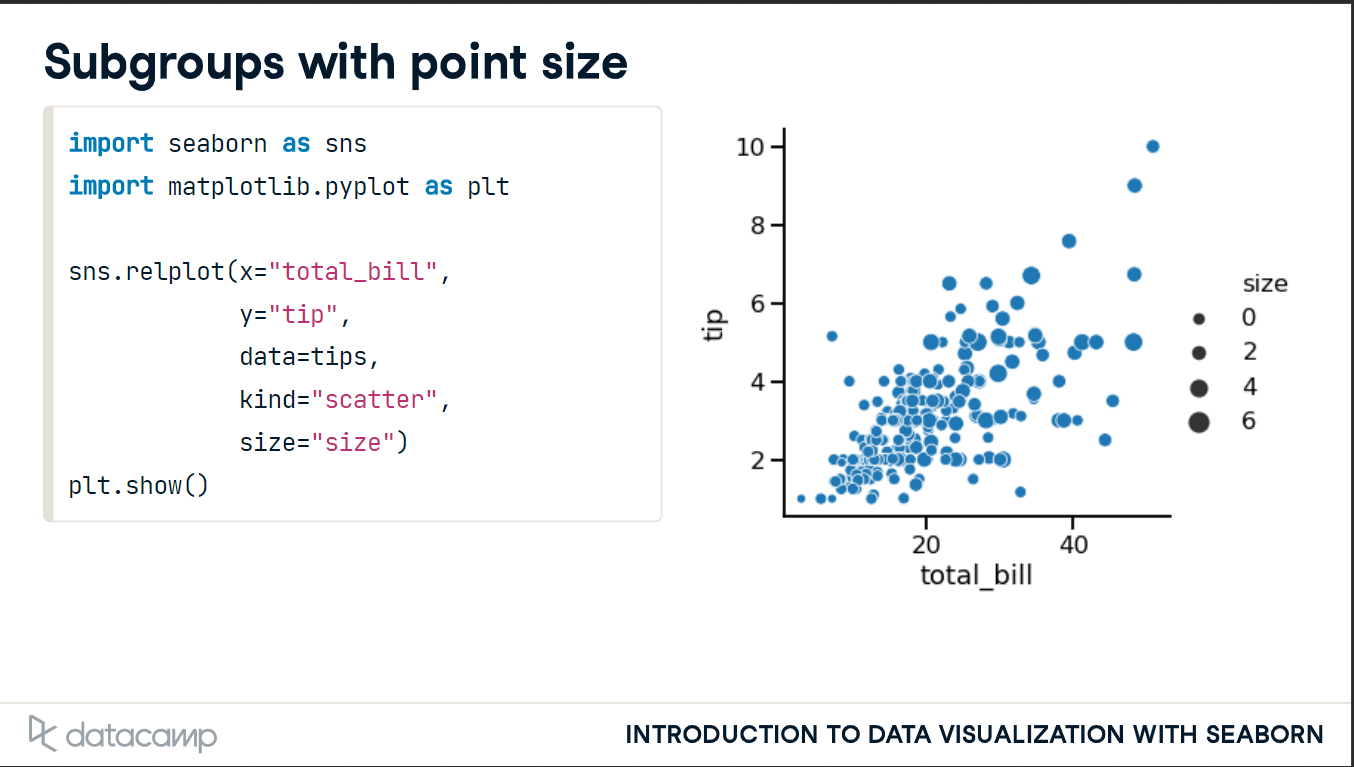 Subgroups with point size
import seaborn as sns
import matplotlib.pyplot as plt
sns.relplot(x="total_bill",
            y="tip",
            data=tips,
            kind="scatter",
            size="size")
plt.show()
10
8
6
4
2
tip
20 40
total_bill
size
0
2
4
6
datacamp
INTRODUCTION TO DATA VISUALIZATION WITH SEABORN